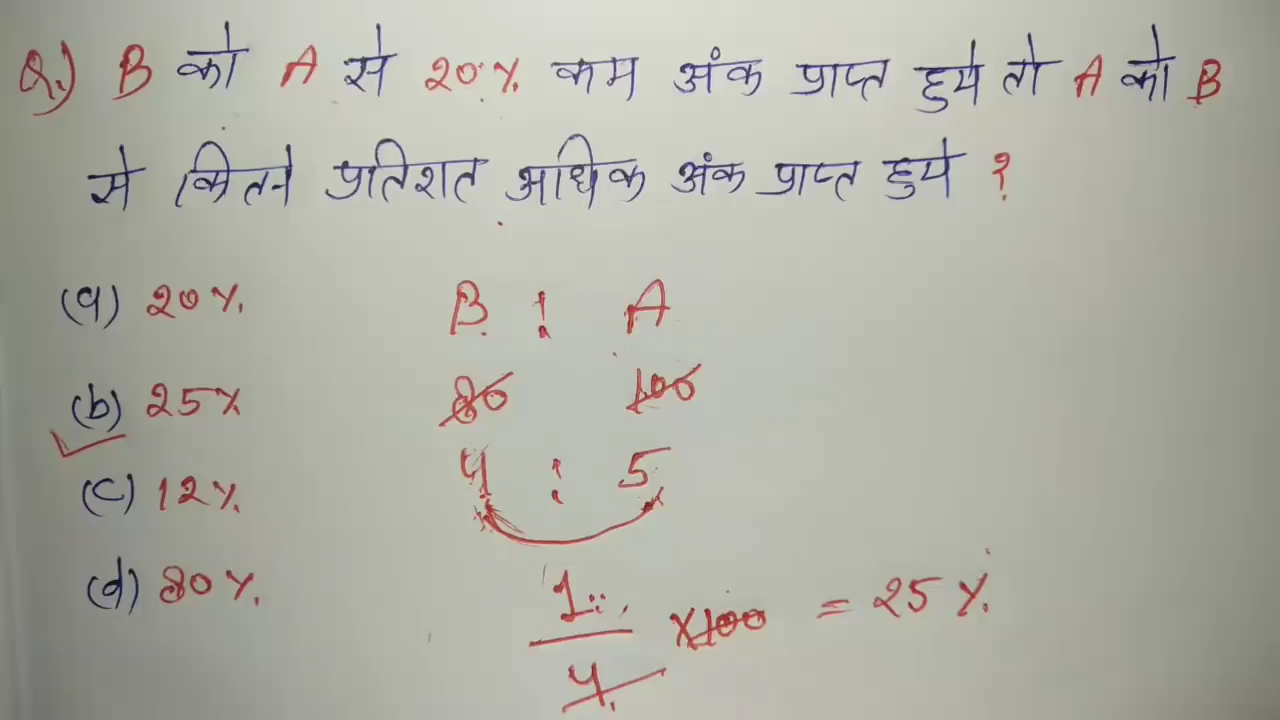 Q.) B को A से 20% कम अंक प्राप्त हुये तो A को B
से कितने प्रतिशत अधिक अंक प्राप्त हुये ?
(a) 20%.
(b) 25%
(c) 12%.
(d) 80%.
B : A
80 100
4 : 5
1
4
×100 = 25%.